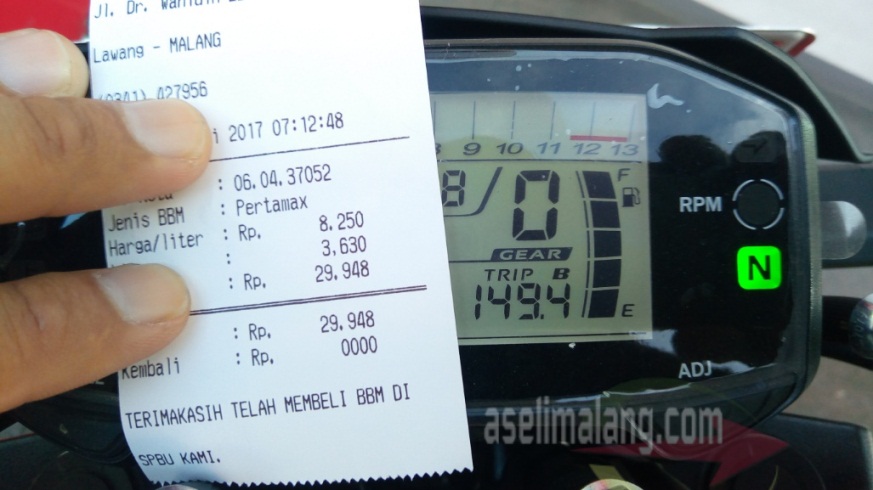 Jl. Dr.
Lawang - MALANG
(0341) 427956
2017 07:12:48
: 06.04.37052
Jenis BBM : Pertamax
Harga/liter : Rp. 8.250
: 3,630
: Rp. 29.948
: Rp. 29.948
Kembali : Rp. 0000
TERIMAKASIH TELAH MEMBELI BBM DI
SPBU KAMI.
9 10 11 12 13
F
0
GEAR
TRIP B
149.4
E
RPM
N
ADJ
aselimalang.com